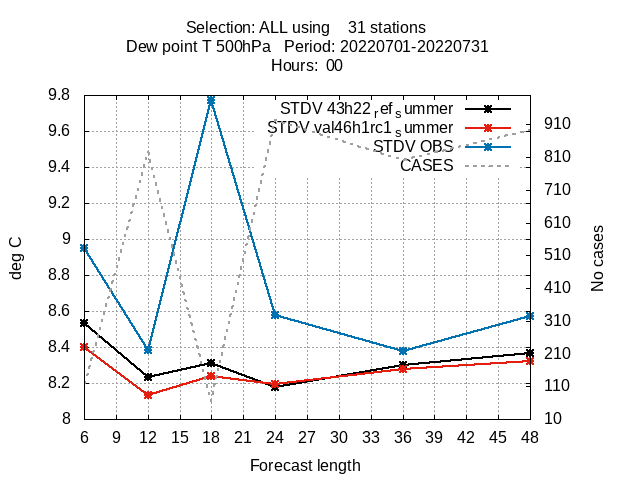 Selection: ALL using 31 stations
Dew point T 500hPa Period: 20220701-20220731
Hours: 00
STDV 43h22ref summer
STDV val46h1rc1summer
STDV OBS
CASES
9.8
9.6
9.4
9.2
9
8.8
8.6
8.4
8.2
8
910
810
710
610
510
410
310
210
110
10
deg C
No cases
6 9 12 15 18 21 24 27 30 33 36 39 42 45 48
Forecast length